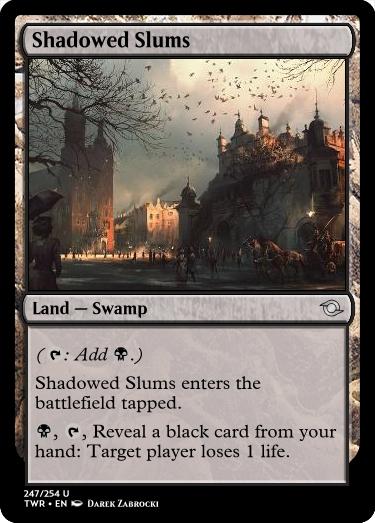 Shadowed Slums
Land — Swamp
( : Add .)
Shadowed Slums enters the
battlefield tapped.
, , Reveal a black card from your
hand: Target player loses 1 life.
247/254 U
TWR • EN Darek Zabrocki